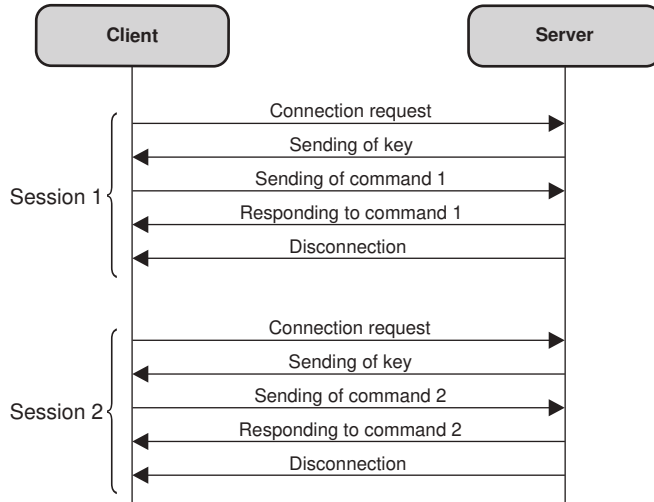 Client
Server
Connection request
Sending of key
Session 1
Sending of command 1
Responding to command 1
Disconnection
Connection request
Sending of key
Session 2
Sending of command 2
Responding to command 2
Disconnection